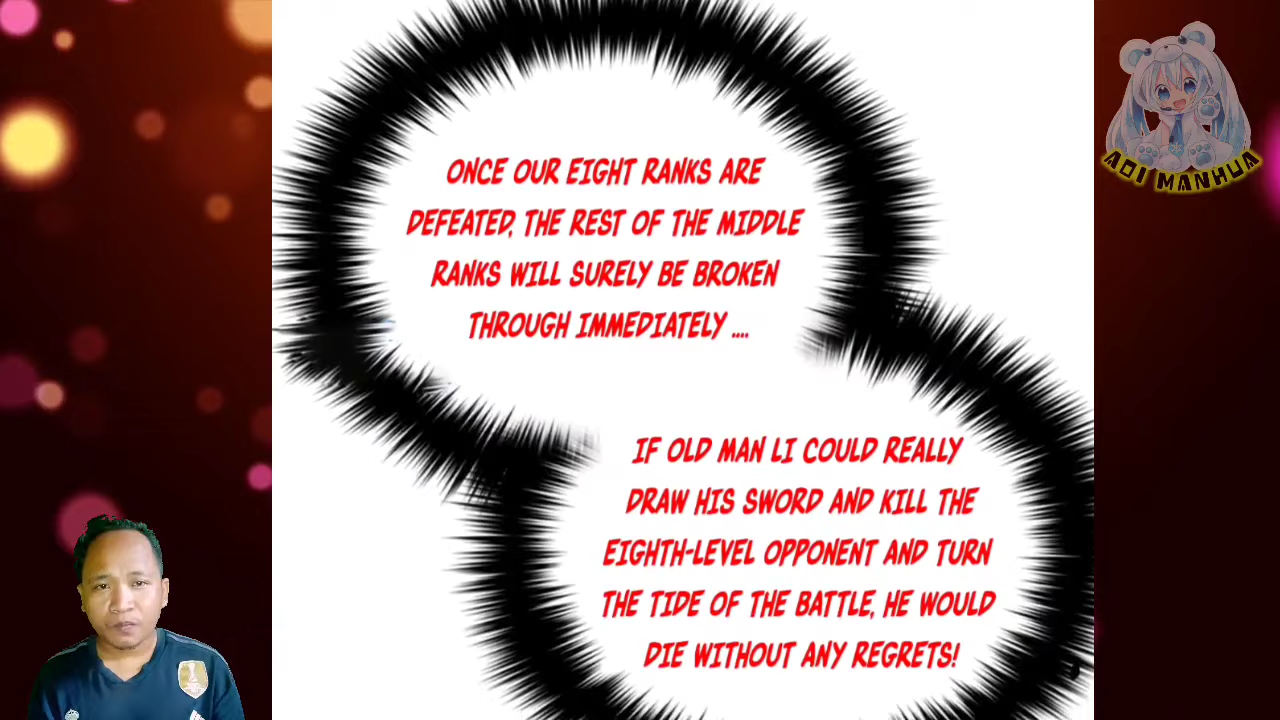 ONCE OUR EIGHT RANKS ARE
DEFEATED, THE REST OF THE MIDDLE
RANKS WILL SURELY BE BROKEN
THROUGH IMMEDIATELY ....
IF OLD MAN LI COULD REALLY
DRAW HIS SWORD AND KILL THE
EIGHTH-LEVEL OPPONENT AND TURN
THE TIDE OF THE BATTLE, HE WOULD
DIE WITHOUT ANY REGRETS!
AOI MANHUA